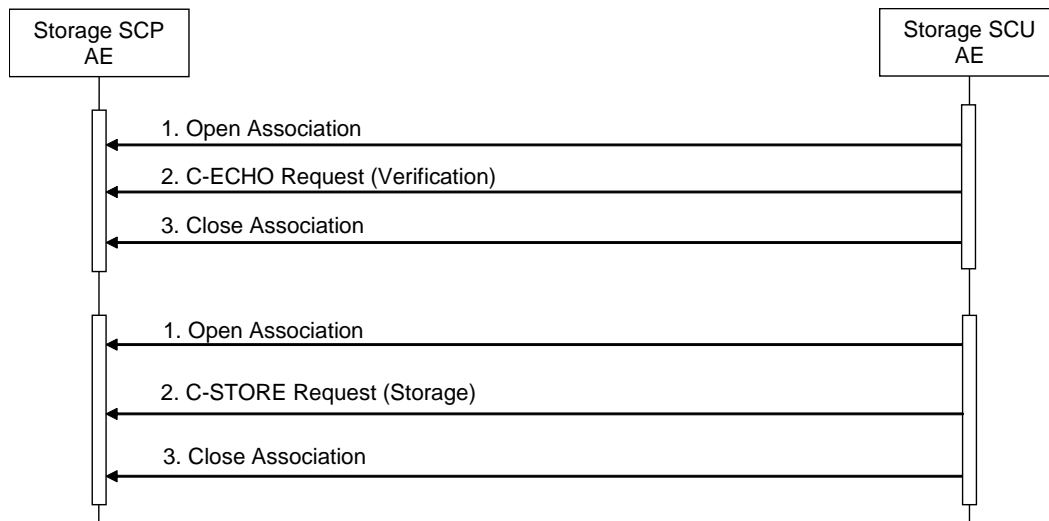 Storage SCP
AE
Storage SCU
AE
1. Open Association
2. C-ECHO Request (Verification)
3. Close Association
1. Open Association
2. C-STORE Request (Storage)
3. Close Association